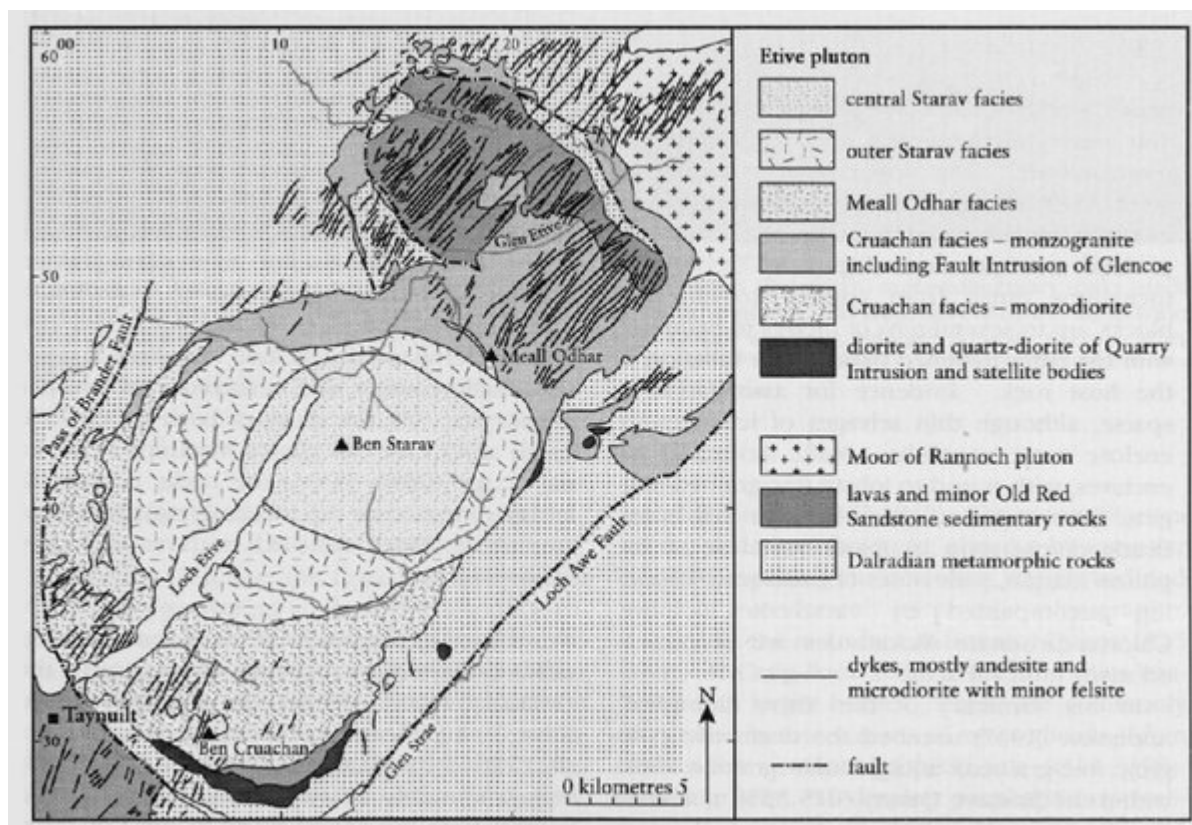 00
10
20
60
50
40
30
Glen Coe
Glen Etive
Meall Odhar
Pass of Brander Fault
Ben Starav
Loch Etive
Loch Awe Fault
Taynuilt
Ben Cruachan
Glen Strae
N
0 kilometres 5
Etive pluton
central Starav facies
outer Starav facies
Meall Odhar facies
Cruachan facies – monzogranite
including Fault Intrusion of Glencoe
Cruachan facies – monzodiorite
diorite and quartz-diorite of Quarry
Intrusion and satellite bodies
Moor of Rannoch pluton
lavas and minor Old Red
Sandstone sedimentary rocks
Dalradian metamorphic rocks
dykes, mostly andesite and
microdiorite with minor felsite
fault